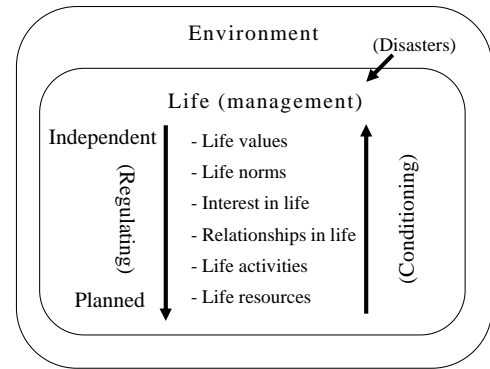 Environment
(Disasters)
Life (management)
Independent
(Regulating)
Planned
- Life values
- Life norms
- Interest in life
- Relationships in life
- Life activities
- Life resources
(Conditioning)